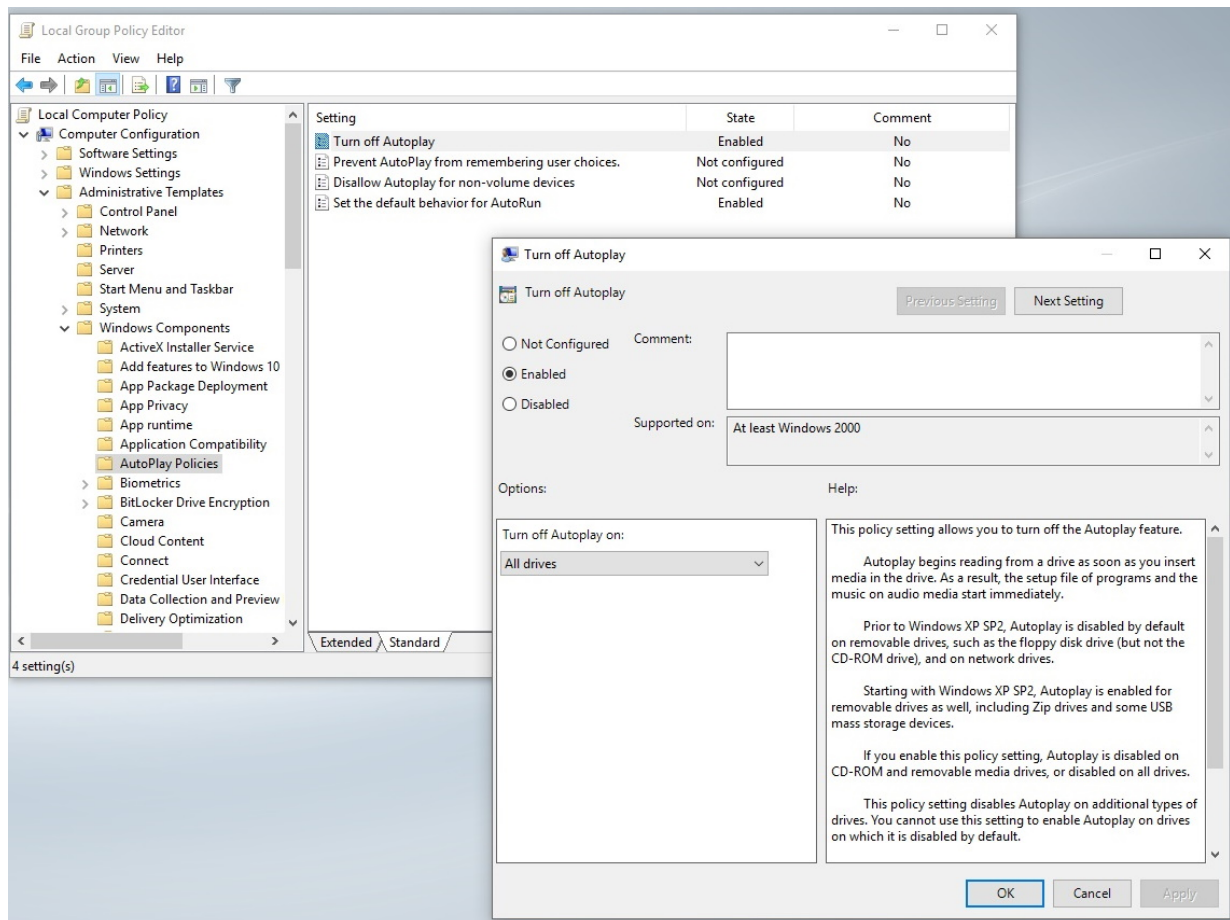 Local Group Policy Editor
File Action View Help
Local Computer Policy
Computer Configuration
Software Settings
Windows Settings
Administrative Templates
Control Panel
Network
Printers
Server
Start Menu and Taskbar
System
Windows Components
ActiveX Installer Service
Add features to Windows 10
App Package Deployment
App Privacy
App runtime
Application Compatibility
AutoPlay Policies
Biometrics
BitLocker Drive Encryption
Camera
Cloud Content
Connect
Credential User Interface
Data Collection and Preview
Delivery Optimization
Setting State Comment
Turn off Autoplay Enabled No
Prevent AutoPlay from remembering user choices. Not configured No
Disallow Autoplay for non-volume devices Not configured No
Set the default behavior for AutoRun Enabled No
Extended Standard
4 setting(s)
Turn off Autoplay
Turn off Autoplay
Previous Setting Next Setting
Not Configured
Enabled
Disabled
Comment:
Supported on:
At least Windows 2000
Options:
Help:
Turn off Autoplay on:
All drives
This policy setting allows you to turn off the Autoplay feature.
Autoplay begins reading from a drive as soon as you insert
media in the drive. As a result, the setup file of programs and the
music on audio media start immediately.
Prior to Windows XP SP2, Autoplay is disabled by default
on removable drives, such as the floppy disk drive (but not the
CD-ROM drive), and on network drives.
Starting with Windows XP SP2, Autoplay is enabled for
removable drives as well, including Zip drives and some USB
mass storage devices.
If you enable this policy setting, Autoplay is disabled on
CD-ROM and removable media drives, or disabled on all drives.
This policy setting disables Autoplay on additional types of
drives. You cannot use this setting to enable Autoplay on drives
on which it is disabled by default.
OK Cancel Apply